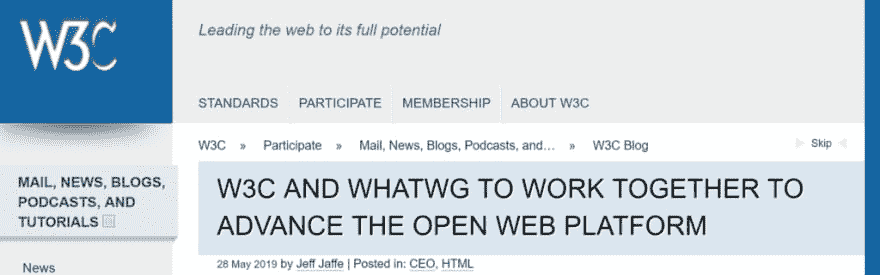 W3C
Leading the web to its full potential
STANDARDS PARTICIPATE MEMBERSHIP ABOUT W3C
W3C » Participate » Mail, News, Blogs, Podcasts, and… » W3C Blog
Skip
MAIL, NEWS, BLOGS,
PODCASTS, AND
TUTORIALS
News
W3C AND WHATWG TO WORK TOGETHER TO
ADVANCE THE OPEN WEB PLATFORM
28 May 2019 by Jeff Jaffe | Posted in: CEO, HTML